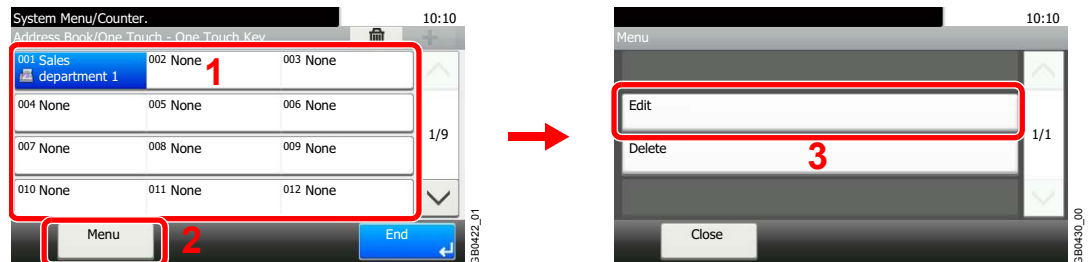 System Menu/Counter.
10:10
Address Book/One Touch - One Touch Key
001 Sales
department 1
002 None
003 None
1
004 None
005 None
006 None
1/9
007 None
008 None
009 None
010 None
011 None
012 None
Menu
2
End
GB0422_01
10:10
Menu
Edit
1/1
Delete
3
Close
GB0430_00